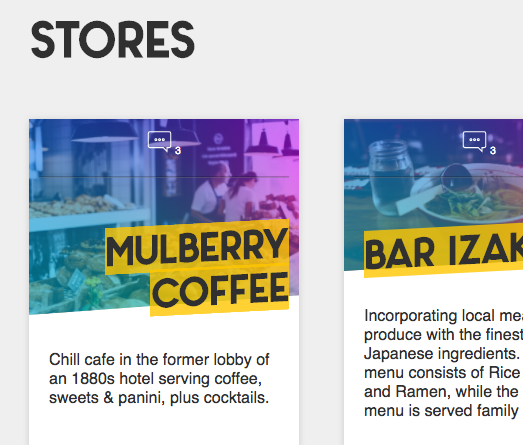 STORES
3
MULBERRY
COFFEE
Chill cafe in the former lobby of
an 1880s hotel serving coffee,
sweets & panini, plus cocktails.
3
BAR
Incorporating local
produce with the finest
Japanese ingredients.
menu consists of Rice
and Ramen, while the
menu is served family